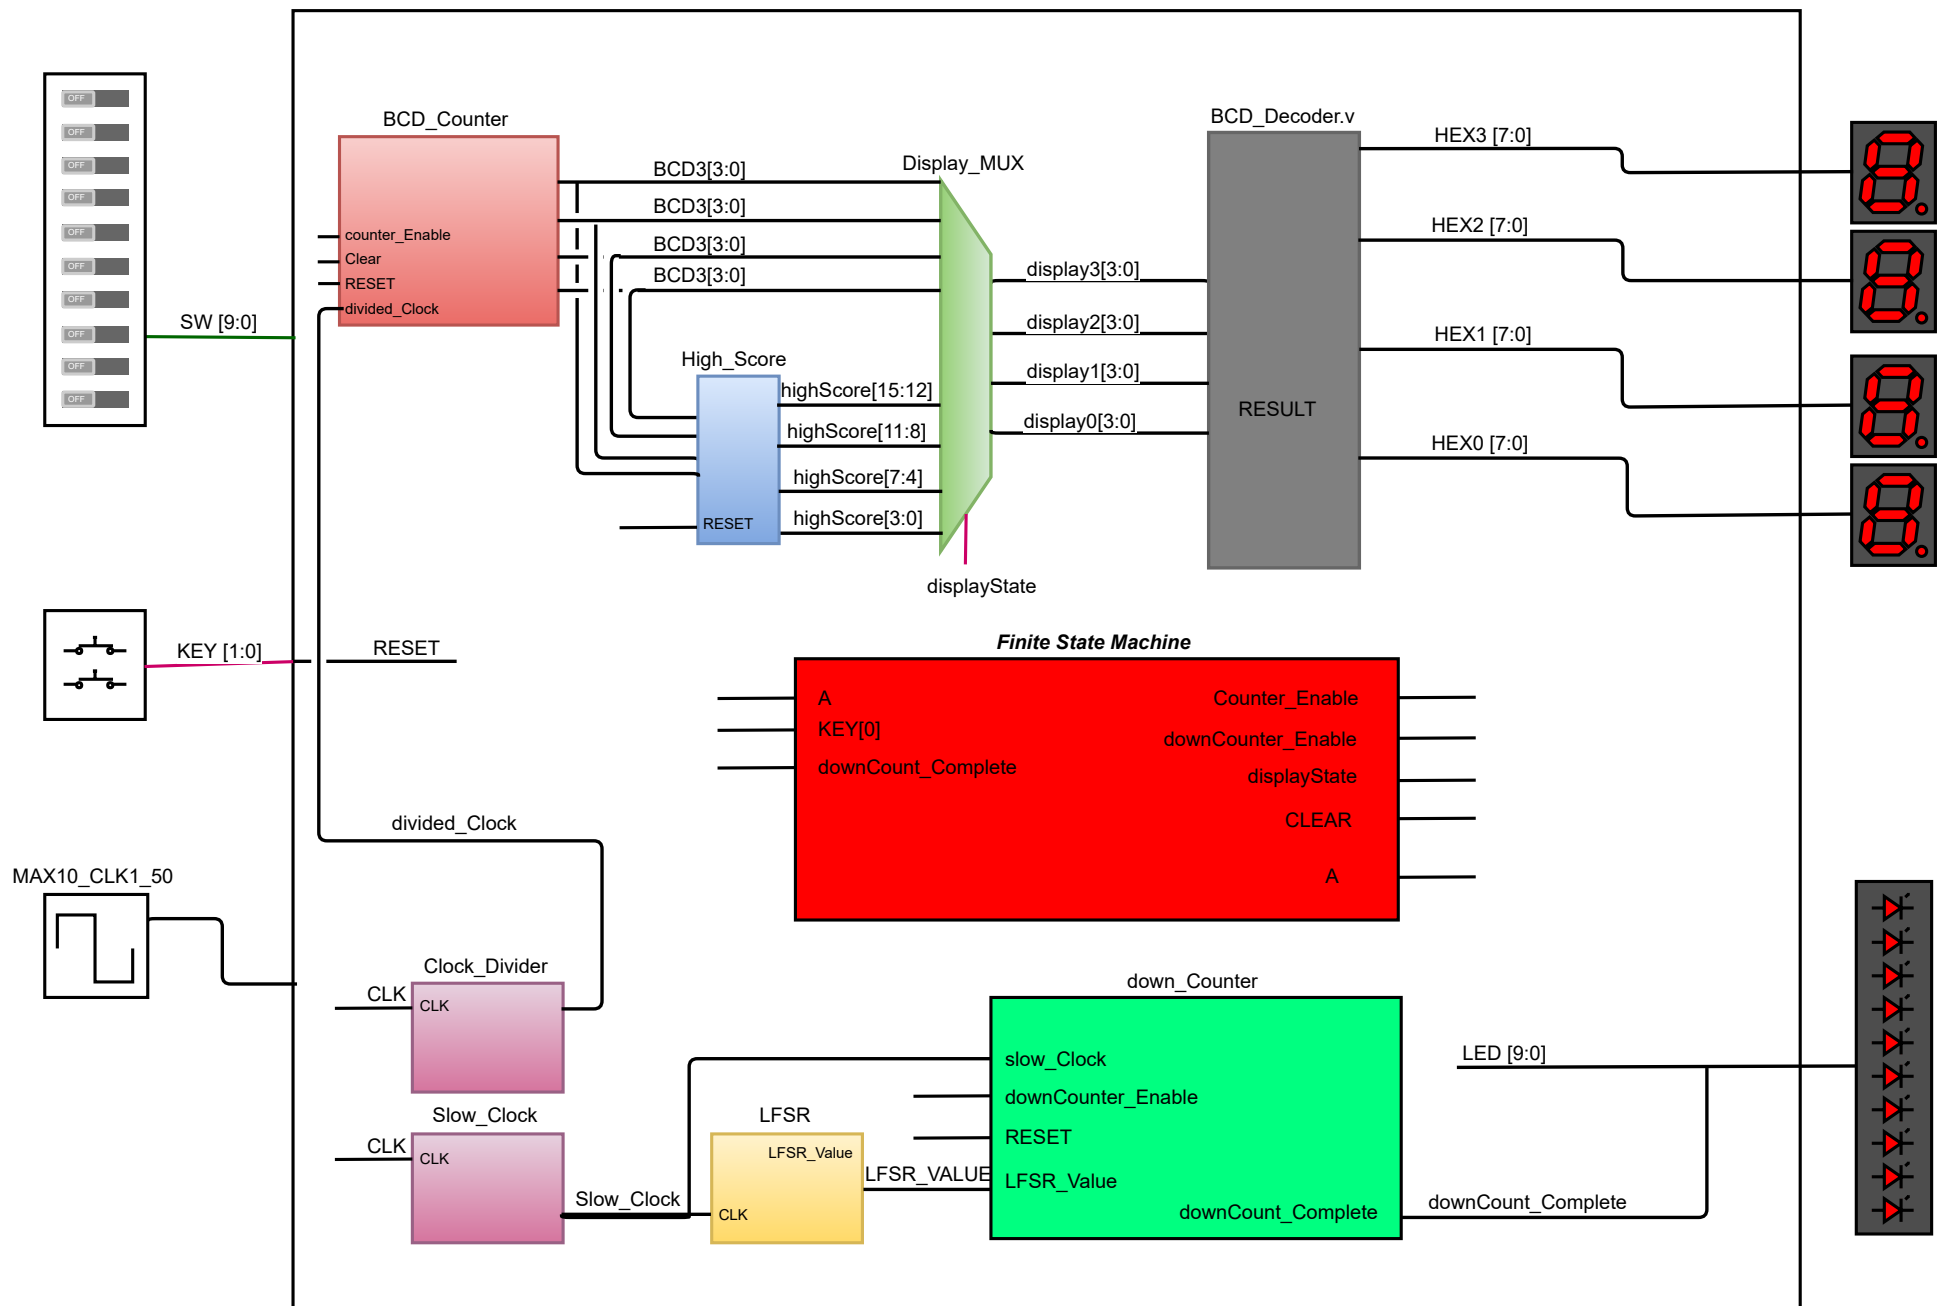 OFF
OFF
OFF
OFF
OFF
OFF
OFF
OFF
OFF
OFF
SW [9:0]
KEY [1:0]
RESET
MAX10_CLK1_50
BCD_Counter
counter_Enable
Clear
RESET
divided_Clock
BCD3[3:0]
BCD3[3:0]
BCD3[3:0]
BCD3[3:0]
High_Score
RESET
highScore[15:12]
highScore[11:8]
highScore[7:4]
highScore[3:0]
Display_MUX
displayState
display3[3:0]
display2[3:0]
display1[3:0]
display0[3:0]
BCD_Decoder.v
RESULT
HEX3 [7:0]
HEX2 [7:0]
HEX1 [7:0]
HEX0 [7:0]
Finite State Machine
A
KEY[0]
downCount_Complete
Counter_Enable
downCounter_Enable
displayState
CLEAR
A
divided_Clock
Clock_Divider
CLK
CLK
Slow_Clock
CLK
CLK
Slow_Clock
LFSR
LFSR_Value
CLK
LFSR_VALUE
down_Counter
slow_Clock
downCounter_Enable
RESET
LFSR_Value
downCount_Complete
downCount_Complete
LED [9:0]